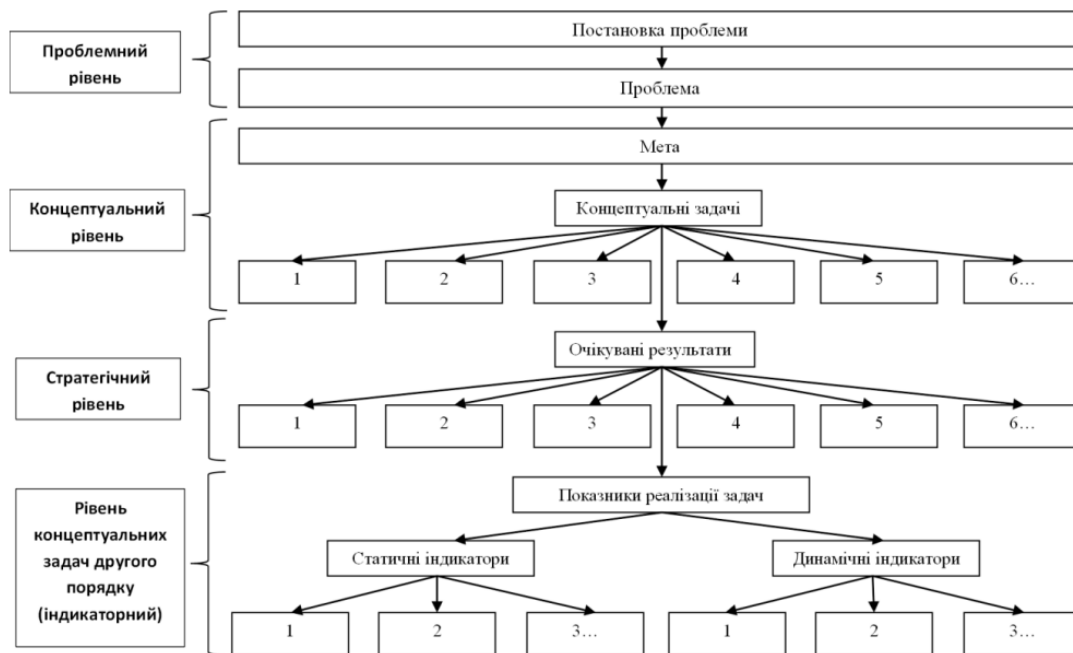 Проблемний
рівень
Постановка проблеми
Проблема
Концептуальний
рівень
Мета
Концептуальні задачі
1
2
3
4
5
6...
Стратегічний
рівень
Очікувані результати
1
2
3
4
5
6...
Рівень
концептуальних
задач другого
порядку
(індикаторний)
Показники реалізації задач
Статичні індикатори
Динамічні індикатори
1
2
3...
1
2
3...